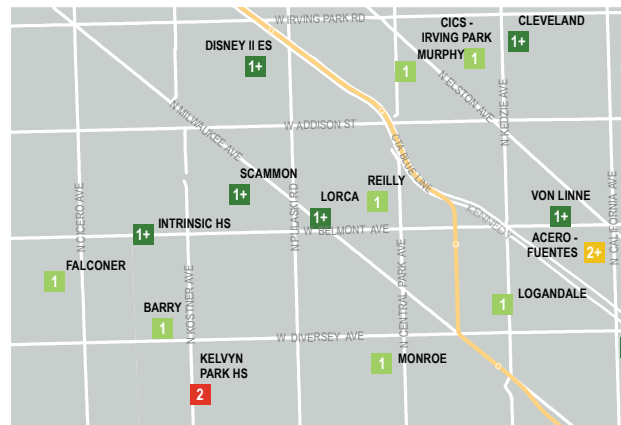 W IRVING PARK RD
CICS -
IRVING PARK
CLEVELAND
1+
DISNEY II ES
1+
MURPHY
1
1
N ELSTON AVE
N KEDZIE AVE
N MILWAUKEE AVE
W ADDISON ST
CTA BLUE LINE
SCAMMON
1+
N PULASKI RD
LORCA
1+
REILLY
1
KENNEDY
VON LINNE
1+
N CICERO AVE
INTRINSIC HS
1+
W BELMONT AVE
ACERO -
FUENTES
2+
N CALIFORNIA AVE
FALCONER
1
N KOSTNER AVE
N CENTRAL PARK AVE
LOGANDALE
1
BARRY
1
W DIVERSEY AVE
KELVYN
PARK HS
2
MONROE
1